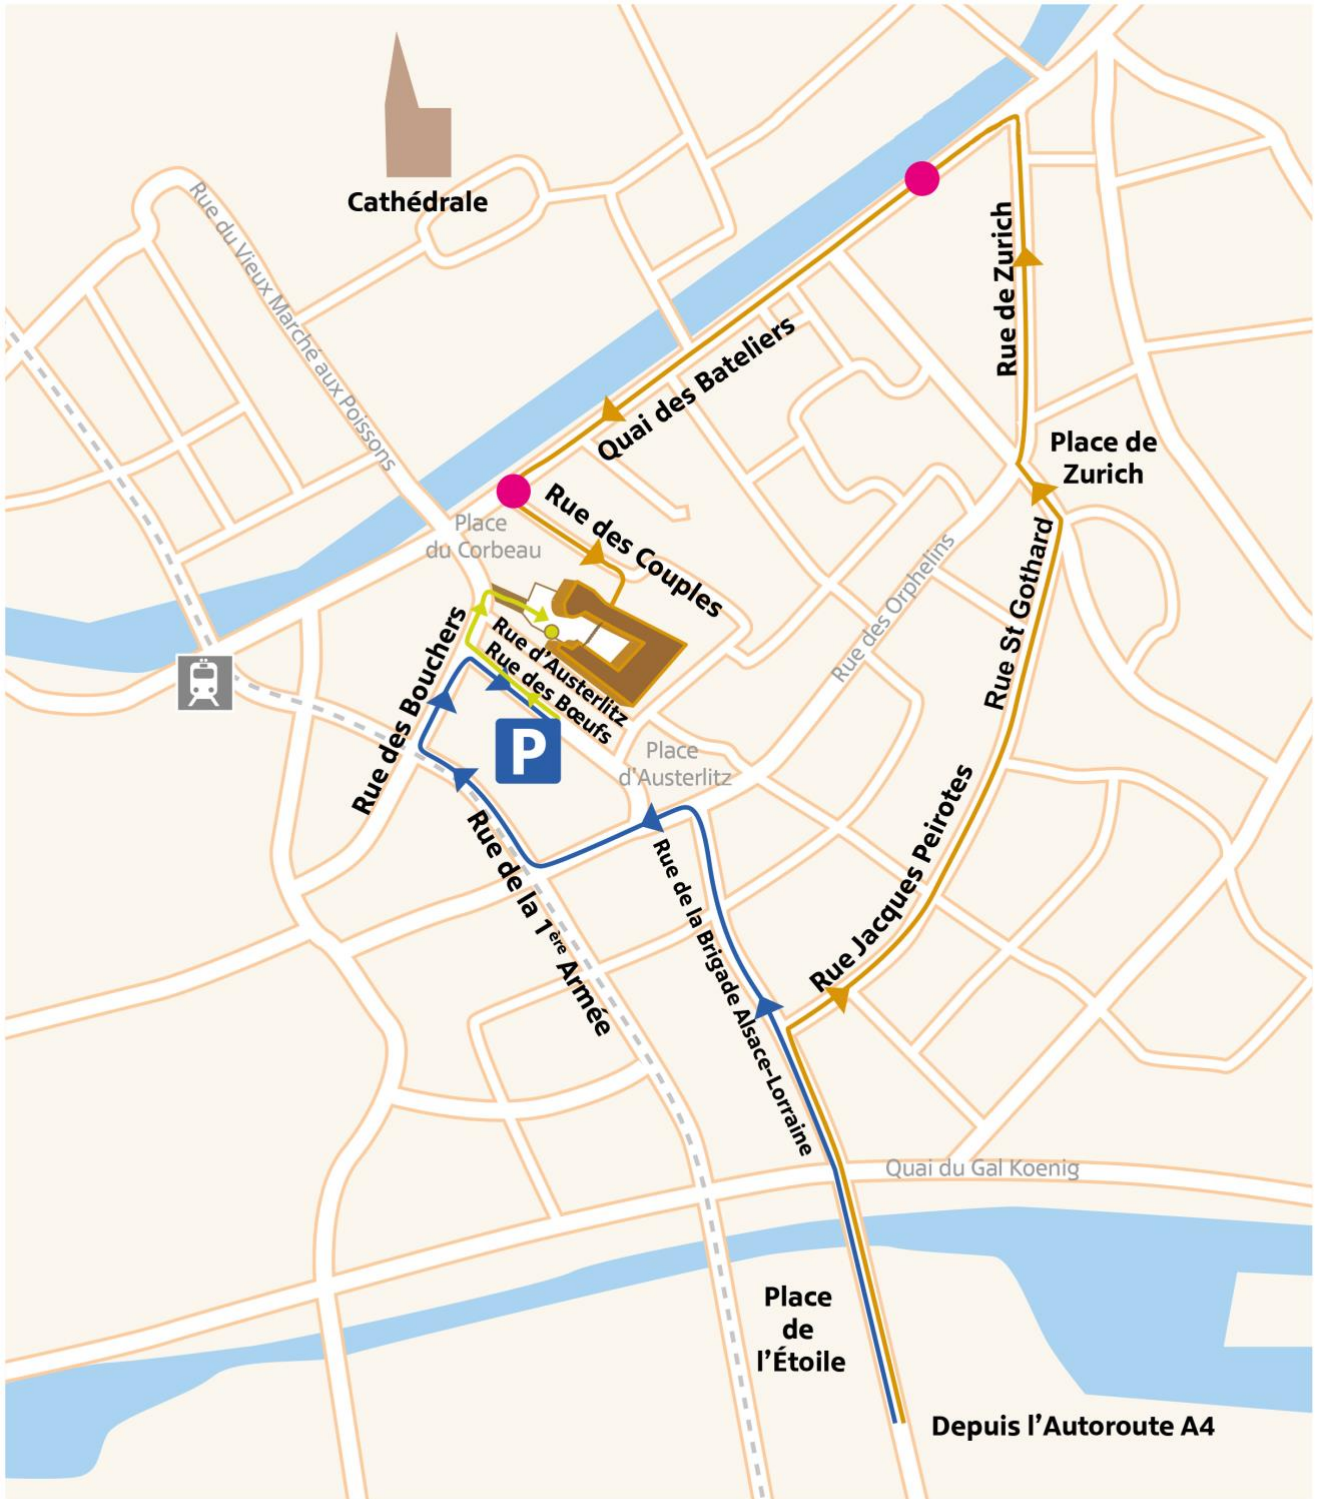 Cathédrale
Rue du Vieux Marché aux Poissons
Rue de Zurich
Quai des Bateliers
Place de
Zurich
Place
du Corbeau
Rue des Couples
Rue des Orphelins
Rue St Gothard
Rue des Bouchers
Rue d'Austerlitz
Rue des Bœufs
P
Place
d'Austerlitz
Rue de la 1ère Armée
Rue de la Brigade Alsace-Lorraine
Rue Jacques Peirotes
Quai du Gal Koenig
Place
de
l'Étoile
Depuis l'Autoroute A4